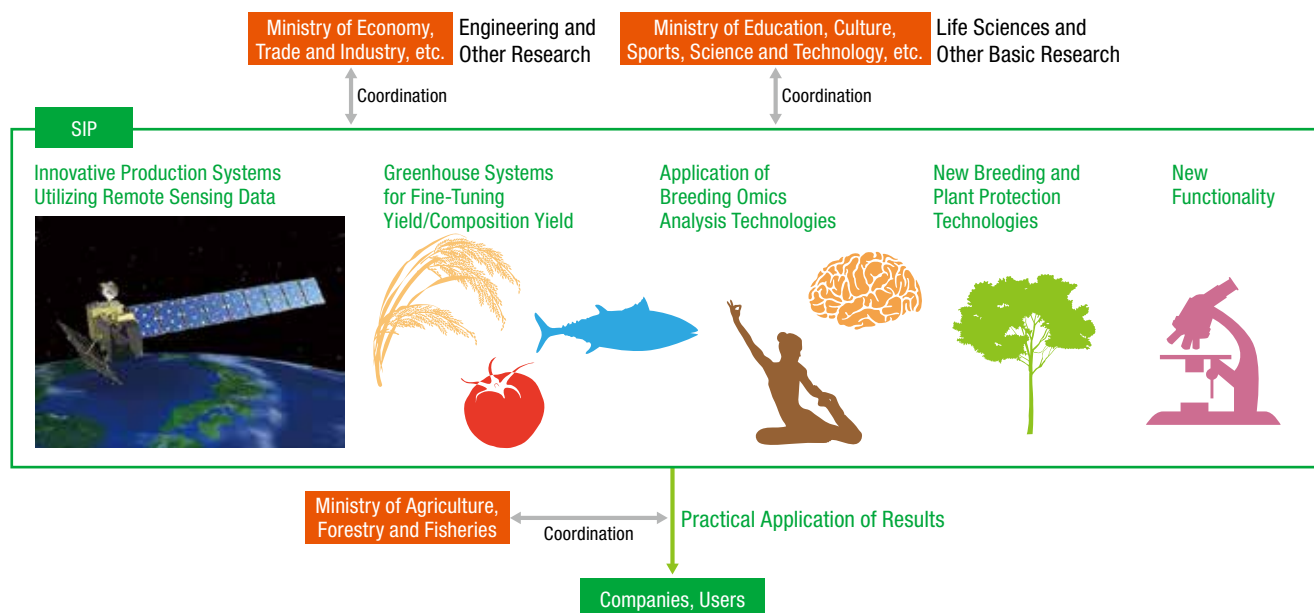 Ministry of Economy,
Trade and Industry, etc.
Engineering and
Other Research
Ministry of Education, Culture,
Sports, Science and Technology, etc.
Life Sciences and
Other Basic Research
Coordination
Coordination
SIP
Innovative Production Systems
Utilizing Remote Sensing Data
Greenhouse Systems
for Fine-Tuning
Yield/Composition Yield
Application of
Breeding Omics
Analysis Technologies
New Breeding and
Plant Protection
Technologies
New
Functionality
Ministry of Agriculture,
Forestry and Fisheries
Coordination
Practical Application of Results
Companies, Users